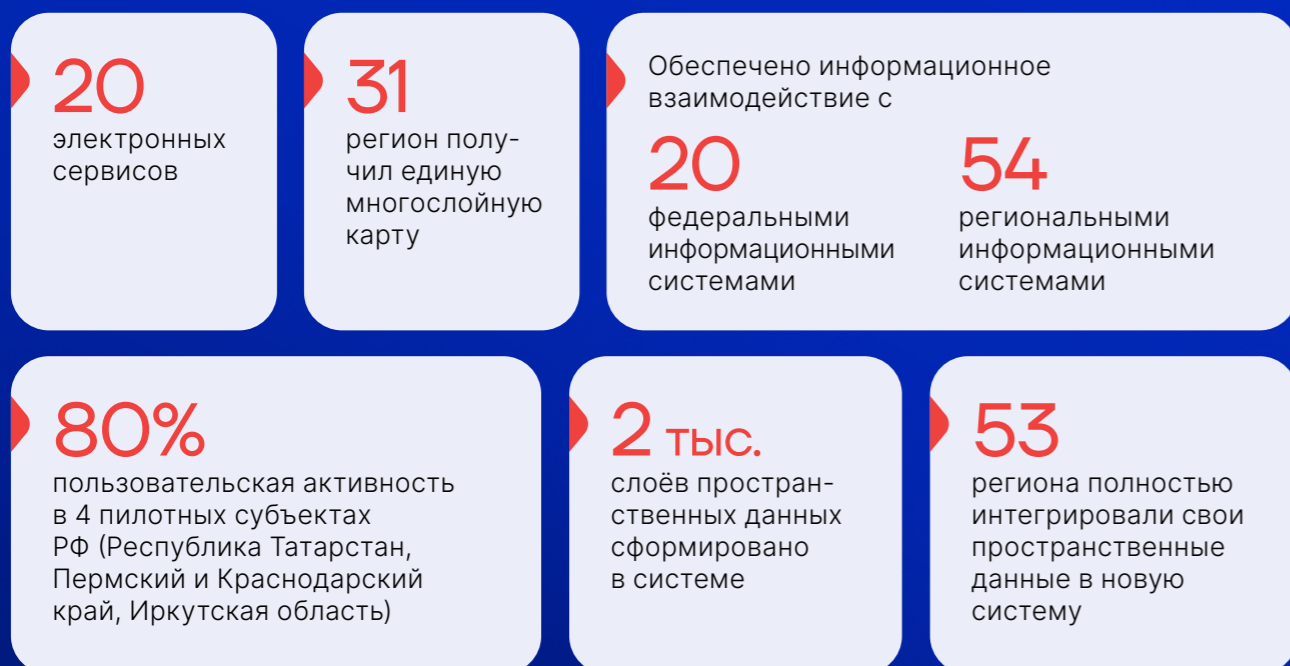 20
электронных
сервисов
31
регион полу-
чил единую
многослойную
карту
Обеспечено информационное
взаимодействие с
20
федеральными
информационными
системами
54
региональными
информационными
системами
80%
пользовательская активность
в 4 пилотных субъектах
РФ (Республика Татарстан,
Пермский и Краснодарский
край, Иркутская область)
2 тыс.
слоёв простран-
ственных данных
сформировано
в системе
53
региона полностью
интегрировали свои
пространственные
данные в новую
систему